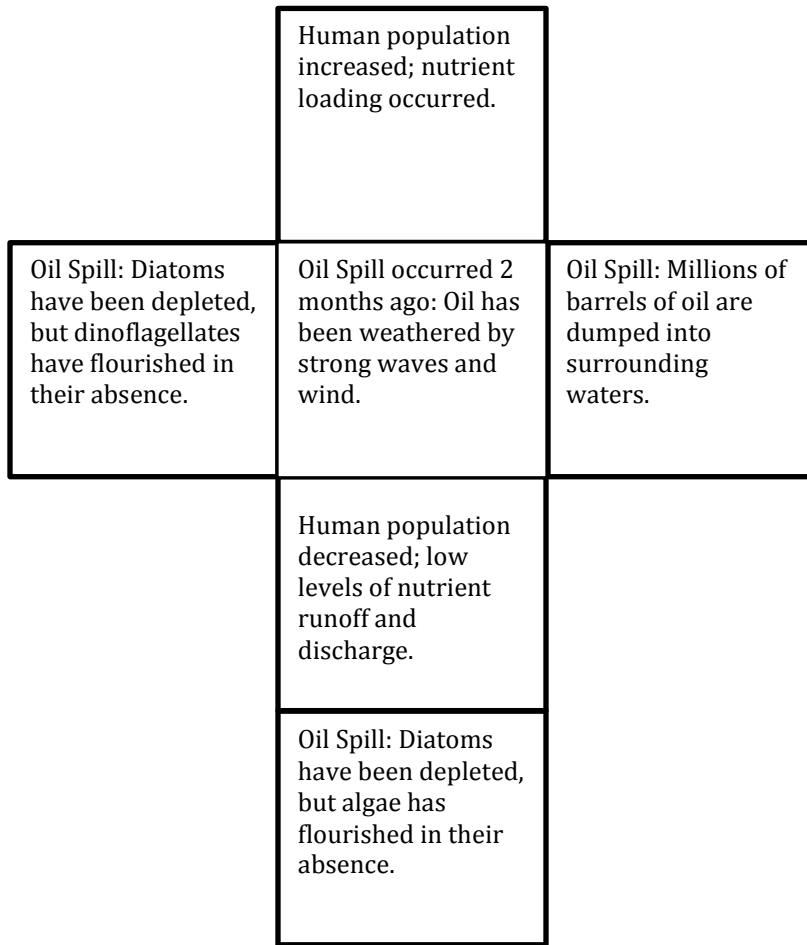 Human population
increased; nutrient
loading occurred.
Oil Spill: Diatoms
have been depleted,
but dinoflagellates
have flourished in
their absence.
Oil Spill occurred 2
months ago: Oil has
been weathered by
strong waves and
wind.
Oil Spill: Millions of
barrels of oil are
dumped into
surrounding
waters.
Human population
decreased; low
levels of nutrient
runoff and
discharge.
Oil Spill: Diatoms
have been depleted,
but algae has
flourished in their
absence.